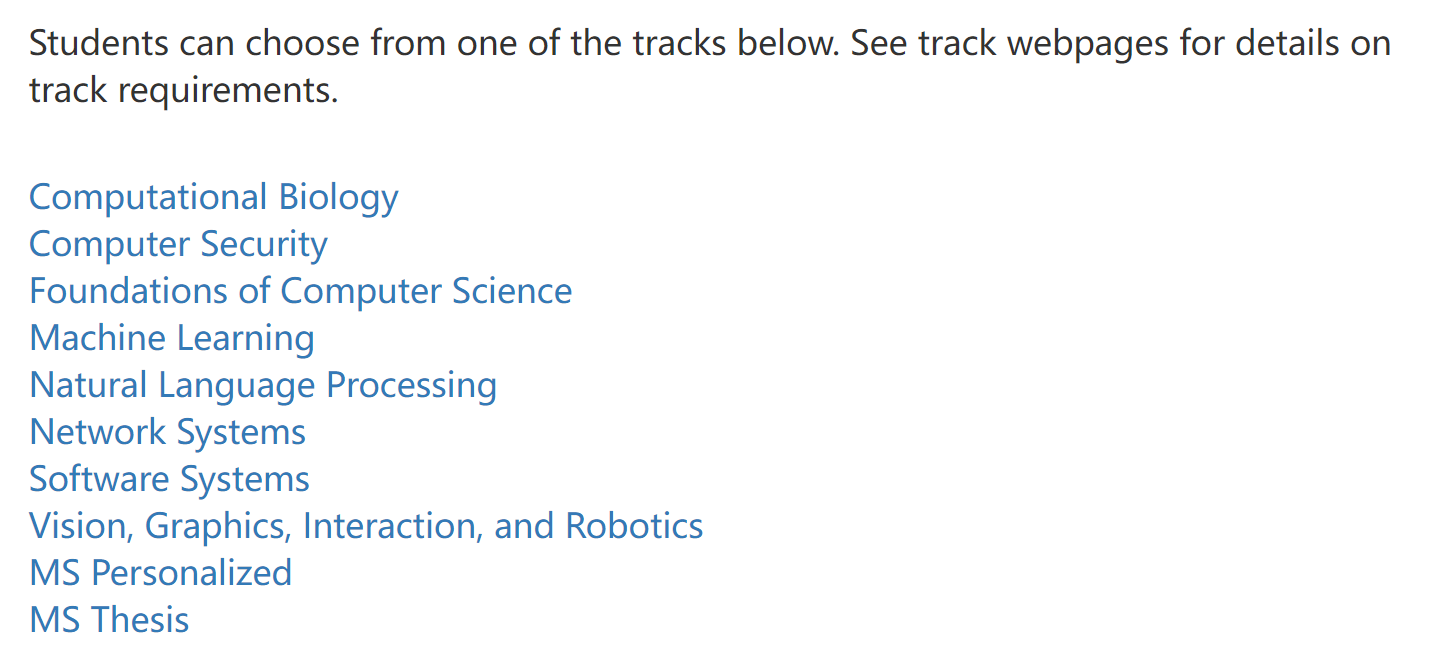 Students can choose from one of the tracks below. See track webpages for details on
track requirements.
Computational Biology
Computer Security
Foundations of Computer Science
Machine Learning
Natural Language Processing
Network Systems
Software Systems
Vision, Graphics, Interaction, and Robotics
MS Personalized
MS Thesis